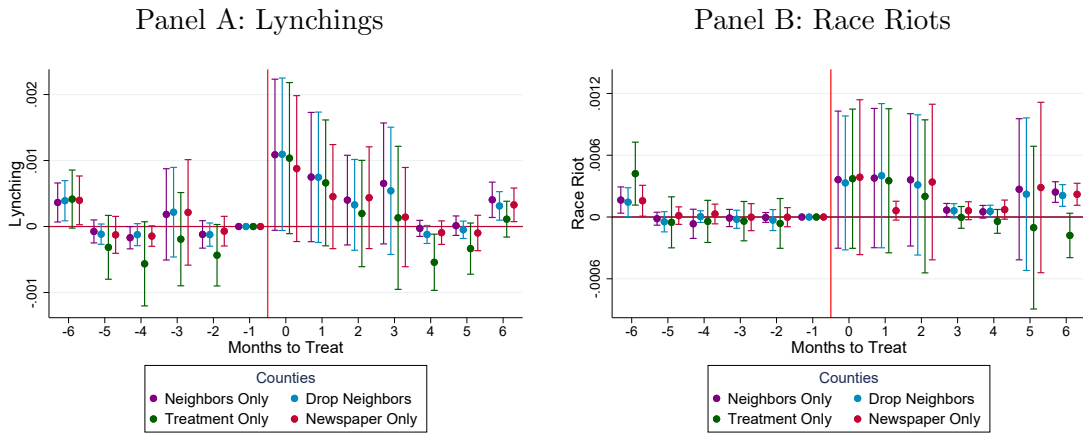 Panel A: Lynchings
.002
.001
0
-.001
Lynching
-6 -5 -4 -3 -2 -1 0 1 2 3 4 5 6
Months to Treat
Counties
Neighbors Only Drop Neighbors
Treatment Only Newspaper Only
Panel B: Race Riots
.0012
.0006
0
-.0006
Race Riot
-6 -5 -4 -3 -2 -1 0 1 2 3 4 5 6
Months to Treat
Counties
Neighbors Only Drop Neighbors
Treatment Only Newspaper Only